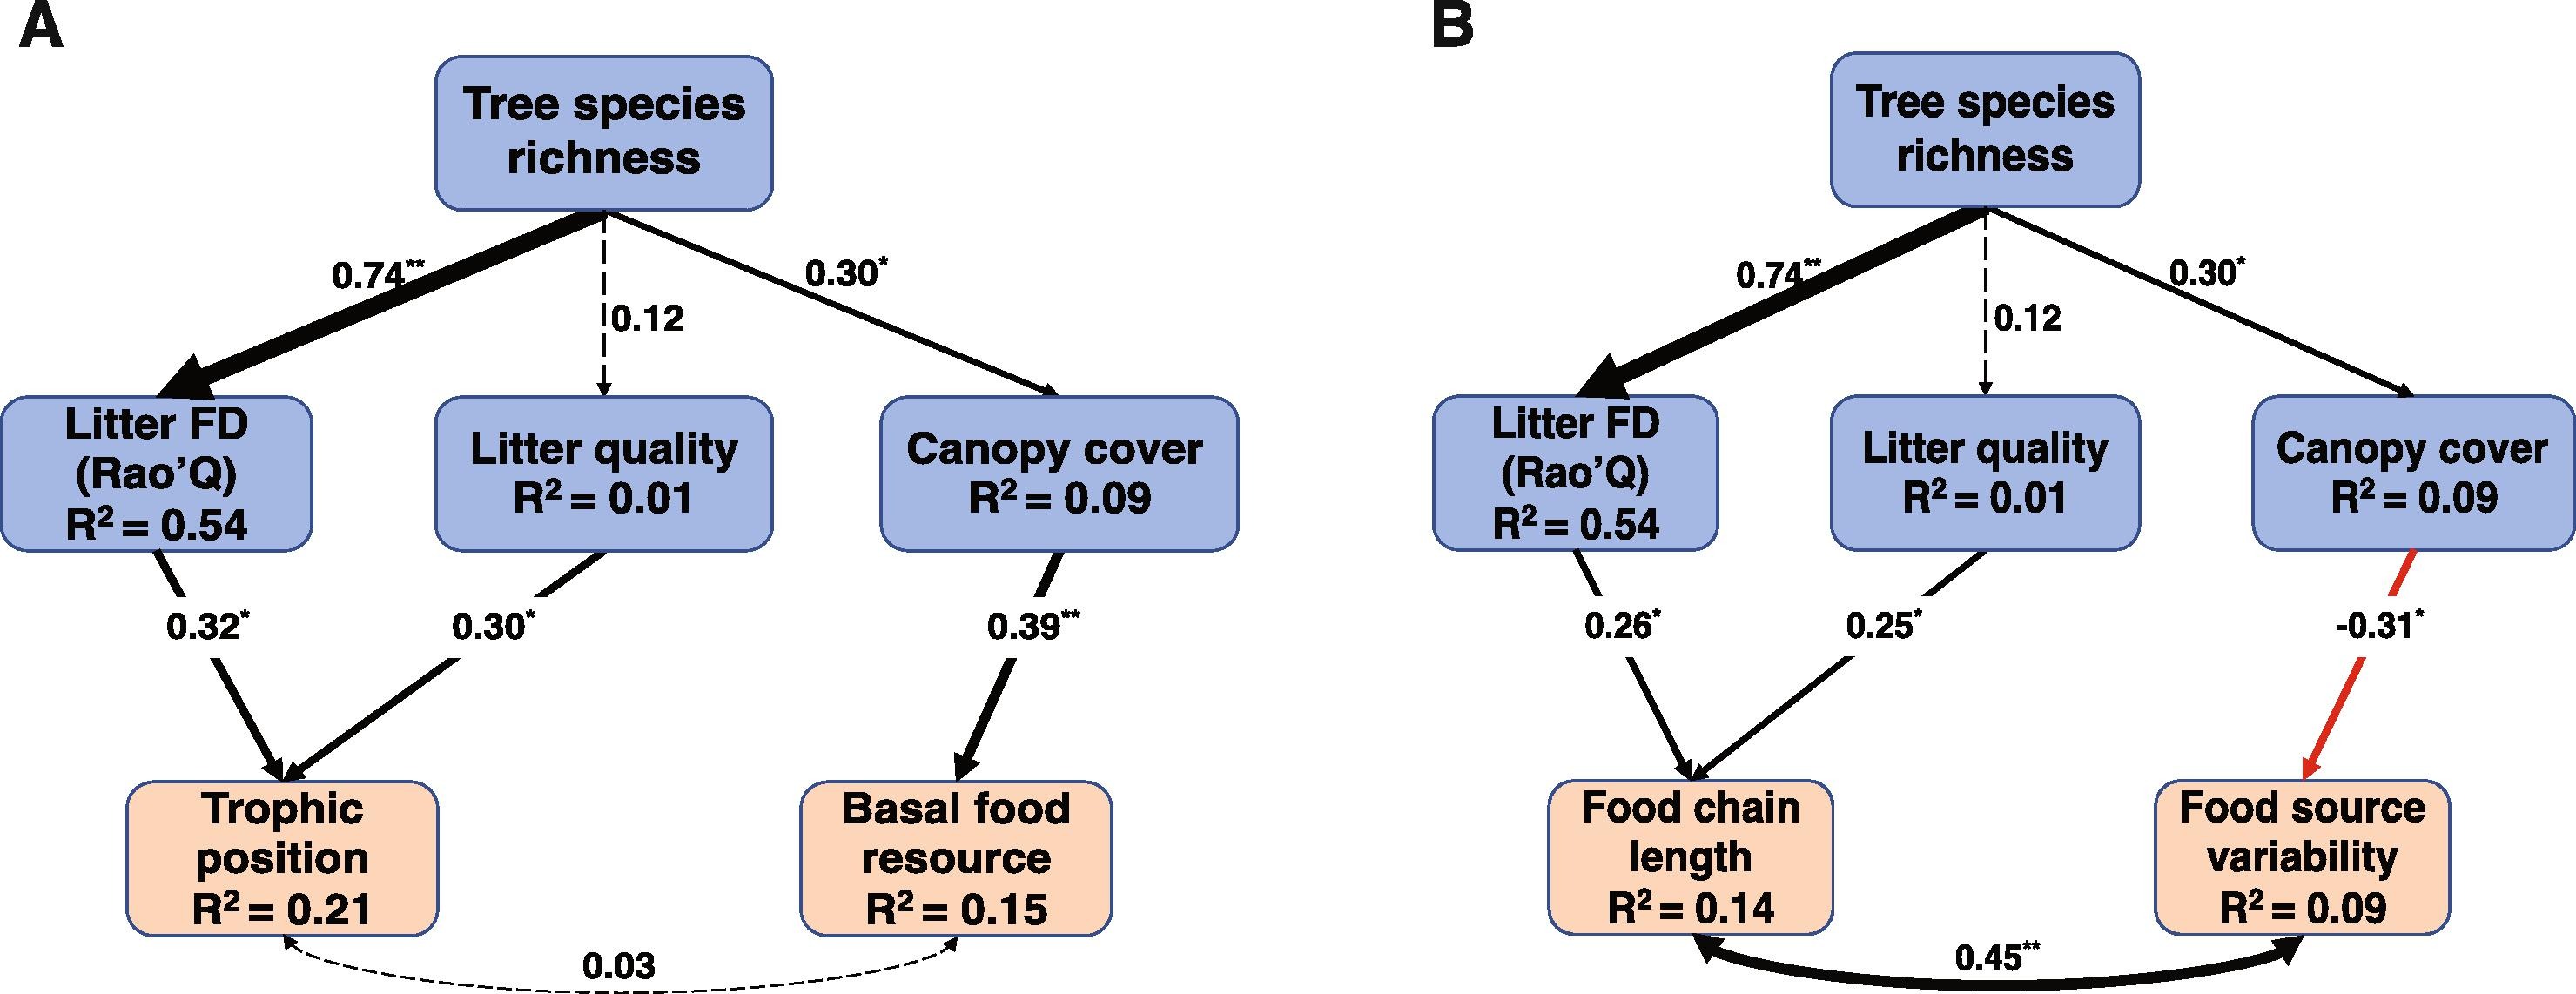 A
Tree species
richness
0.74**
0.12
0.30*
Litter FD
(Rao’Q)
R² = 0.54
Litter quality
R² = 0.01
Canopy cover
R² = 0.09
0.32*
0.30*
0.39**
Trophic
position
R² = 0.21
Basal food
resource
R² = 0.15
0.03
B
Tree species
richness
0.74**
0.12
0.30*
Litter FD
(Rao’Q)
R² = 0.54
Litter quality
R² = 0.01
Canopy cover
R² = 0.09
0.26*
0.25*
-0.31*
Food chain
length
R² = 0.14
Food source
variability
R² = 0.09
0.45**